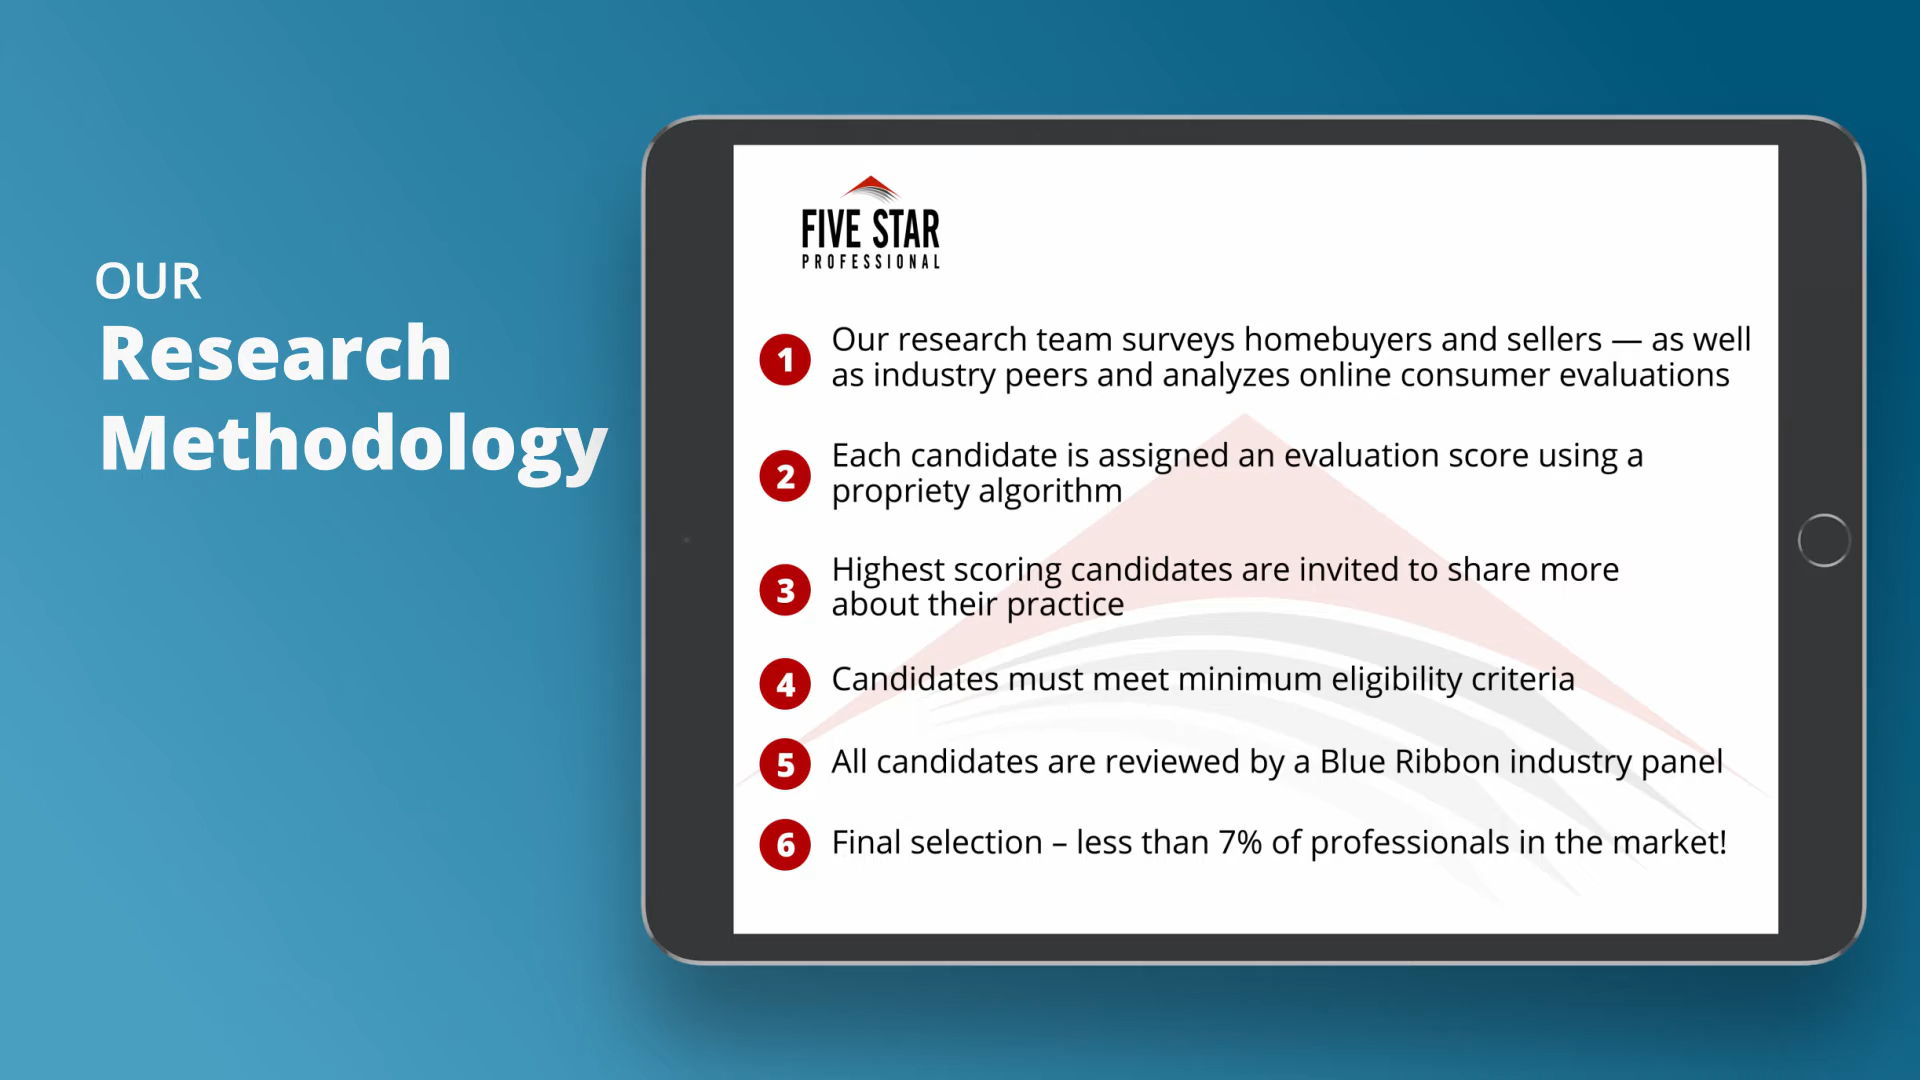 OUR
Research
Methodology
FIVE STAR
PROFESSIONAL
1 Our research team surveys homebuyers and sellers — as well
as industry peers and analyzes online consumer evaluations
2 Each candidate is assigned an evaluation score using a
propriety algorithm
3 Highest scoring candidates are invited to share more
about their practice
4 Candidates must meet minimum eligibility criteria
5 All candidates are reviewed by a Blue Ribbon industry panel
6 Final selection – less than 7% of professionals in the market!